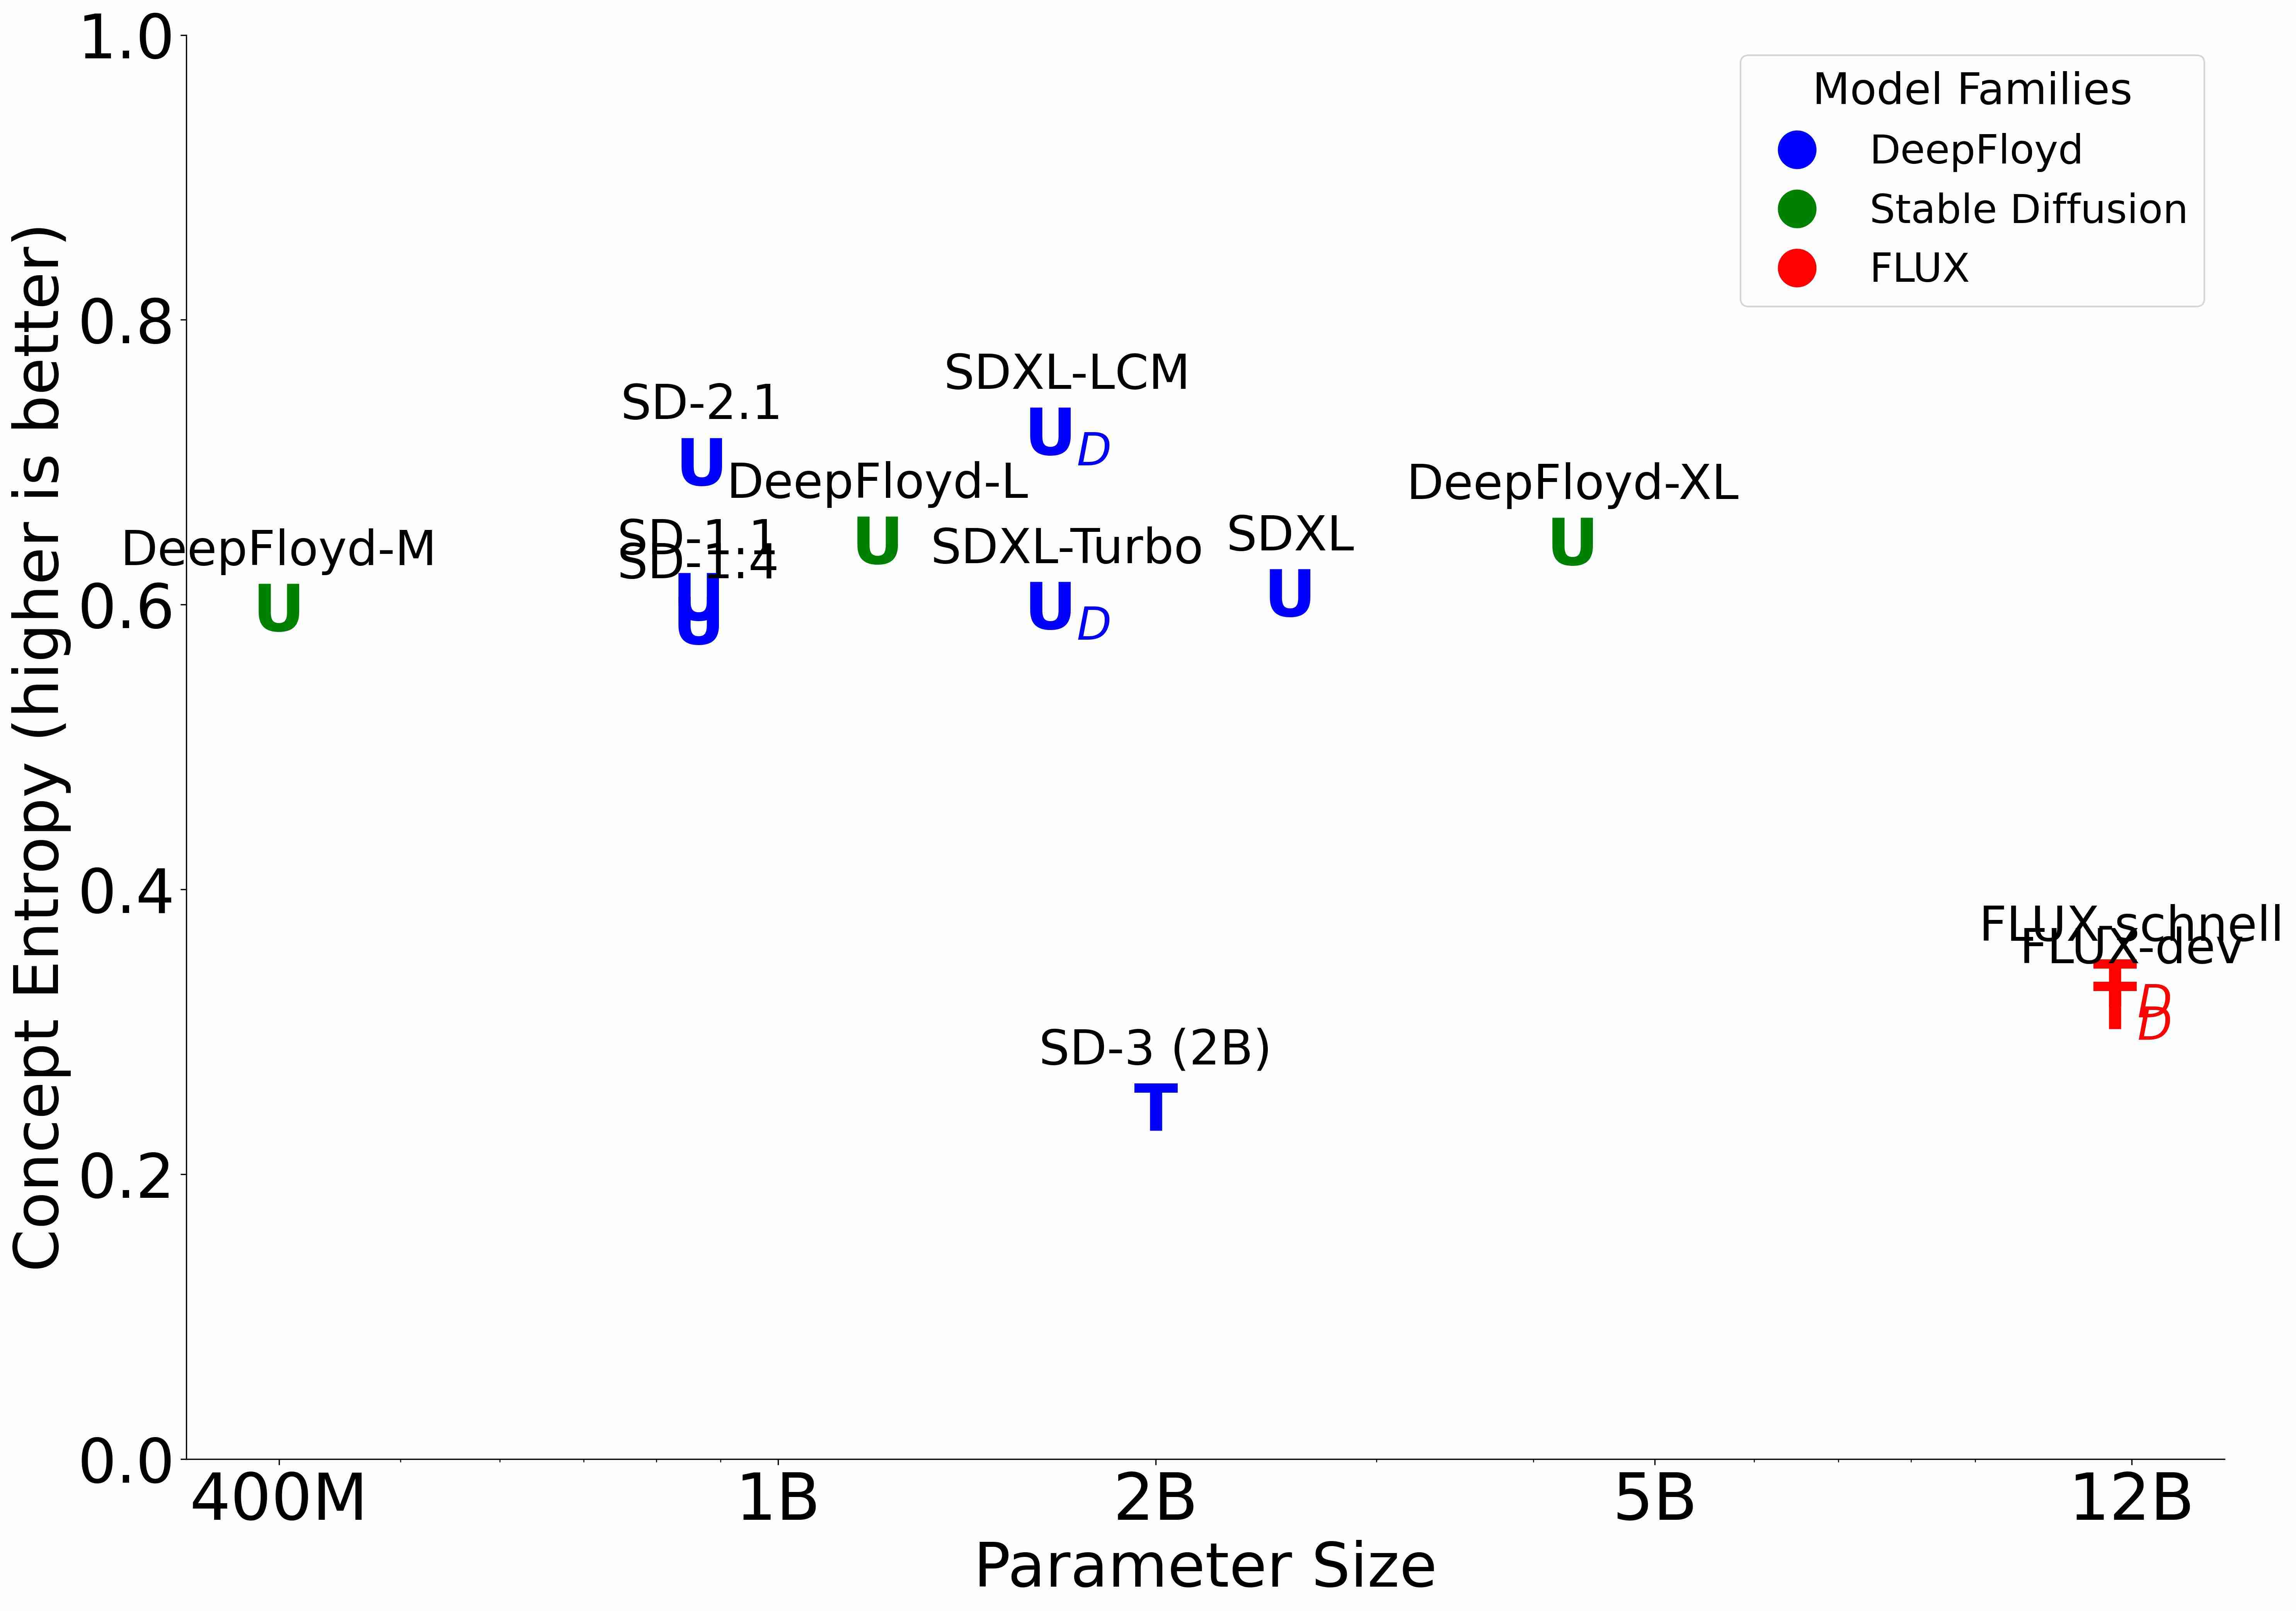 Concept Entropy (higher is better)
1.0
0.8
0.6
0.4
0.2
0.0
Model Families
DeepFloyd
Stable Diffusion
FLUX
SDXL-LCM
U D
SD-2.1
U
DeepFloyd-L
U
DeepFloyd-XL
U
SDXL
U
SD-1.1
U
DeepFloyd-M
U
SDXL-Turbo
U D
SD-1.4
U
FLUX-schnell
T D
FLUX-dev
T D
SD-3 (2B)
T
400M
1B
2B
5B
12B
Parameter Size